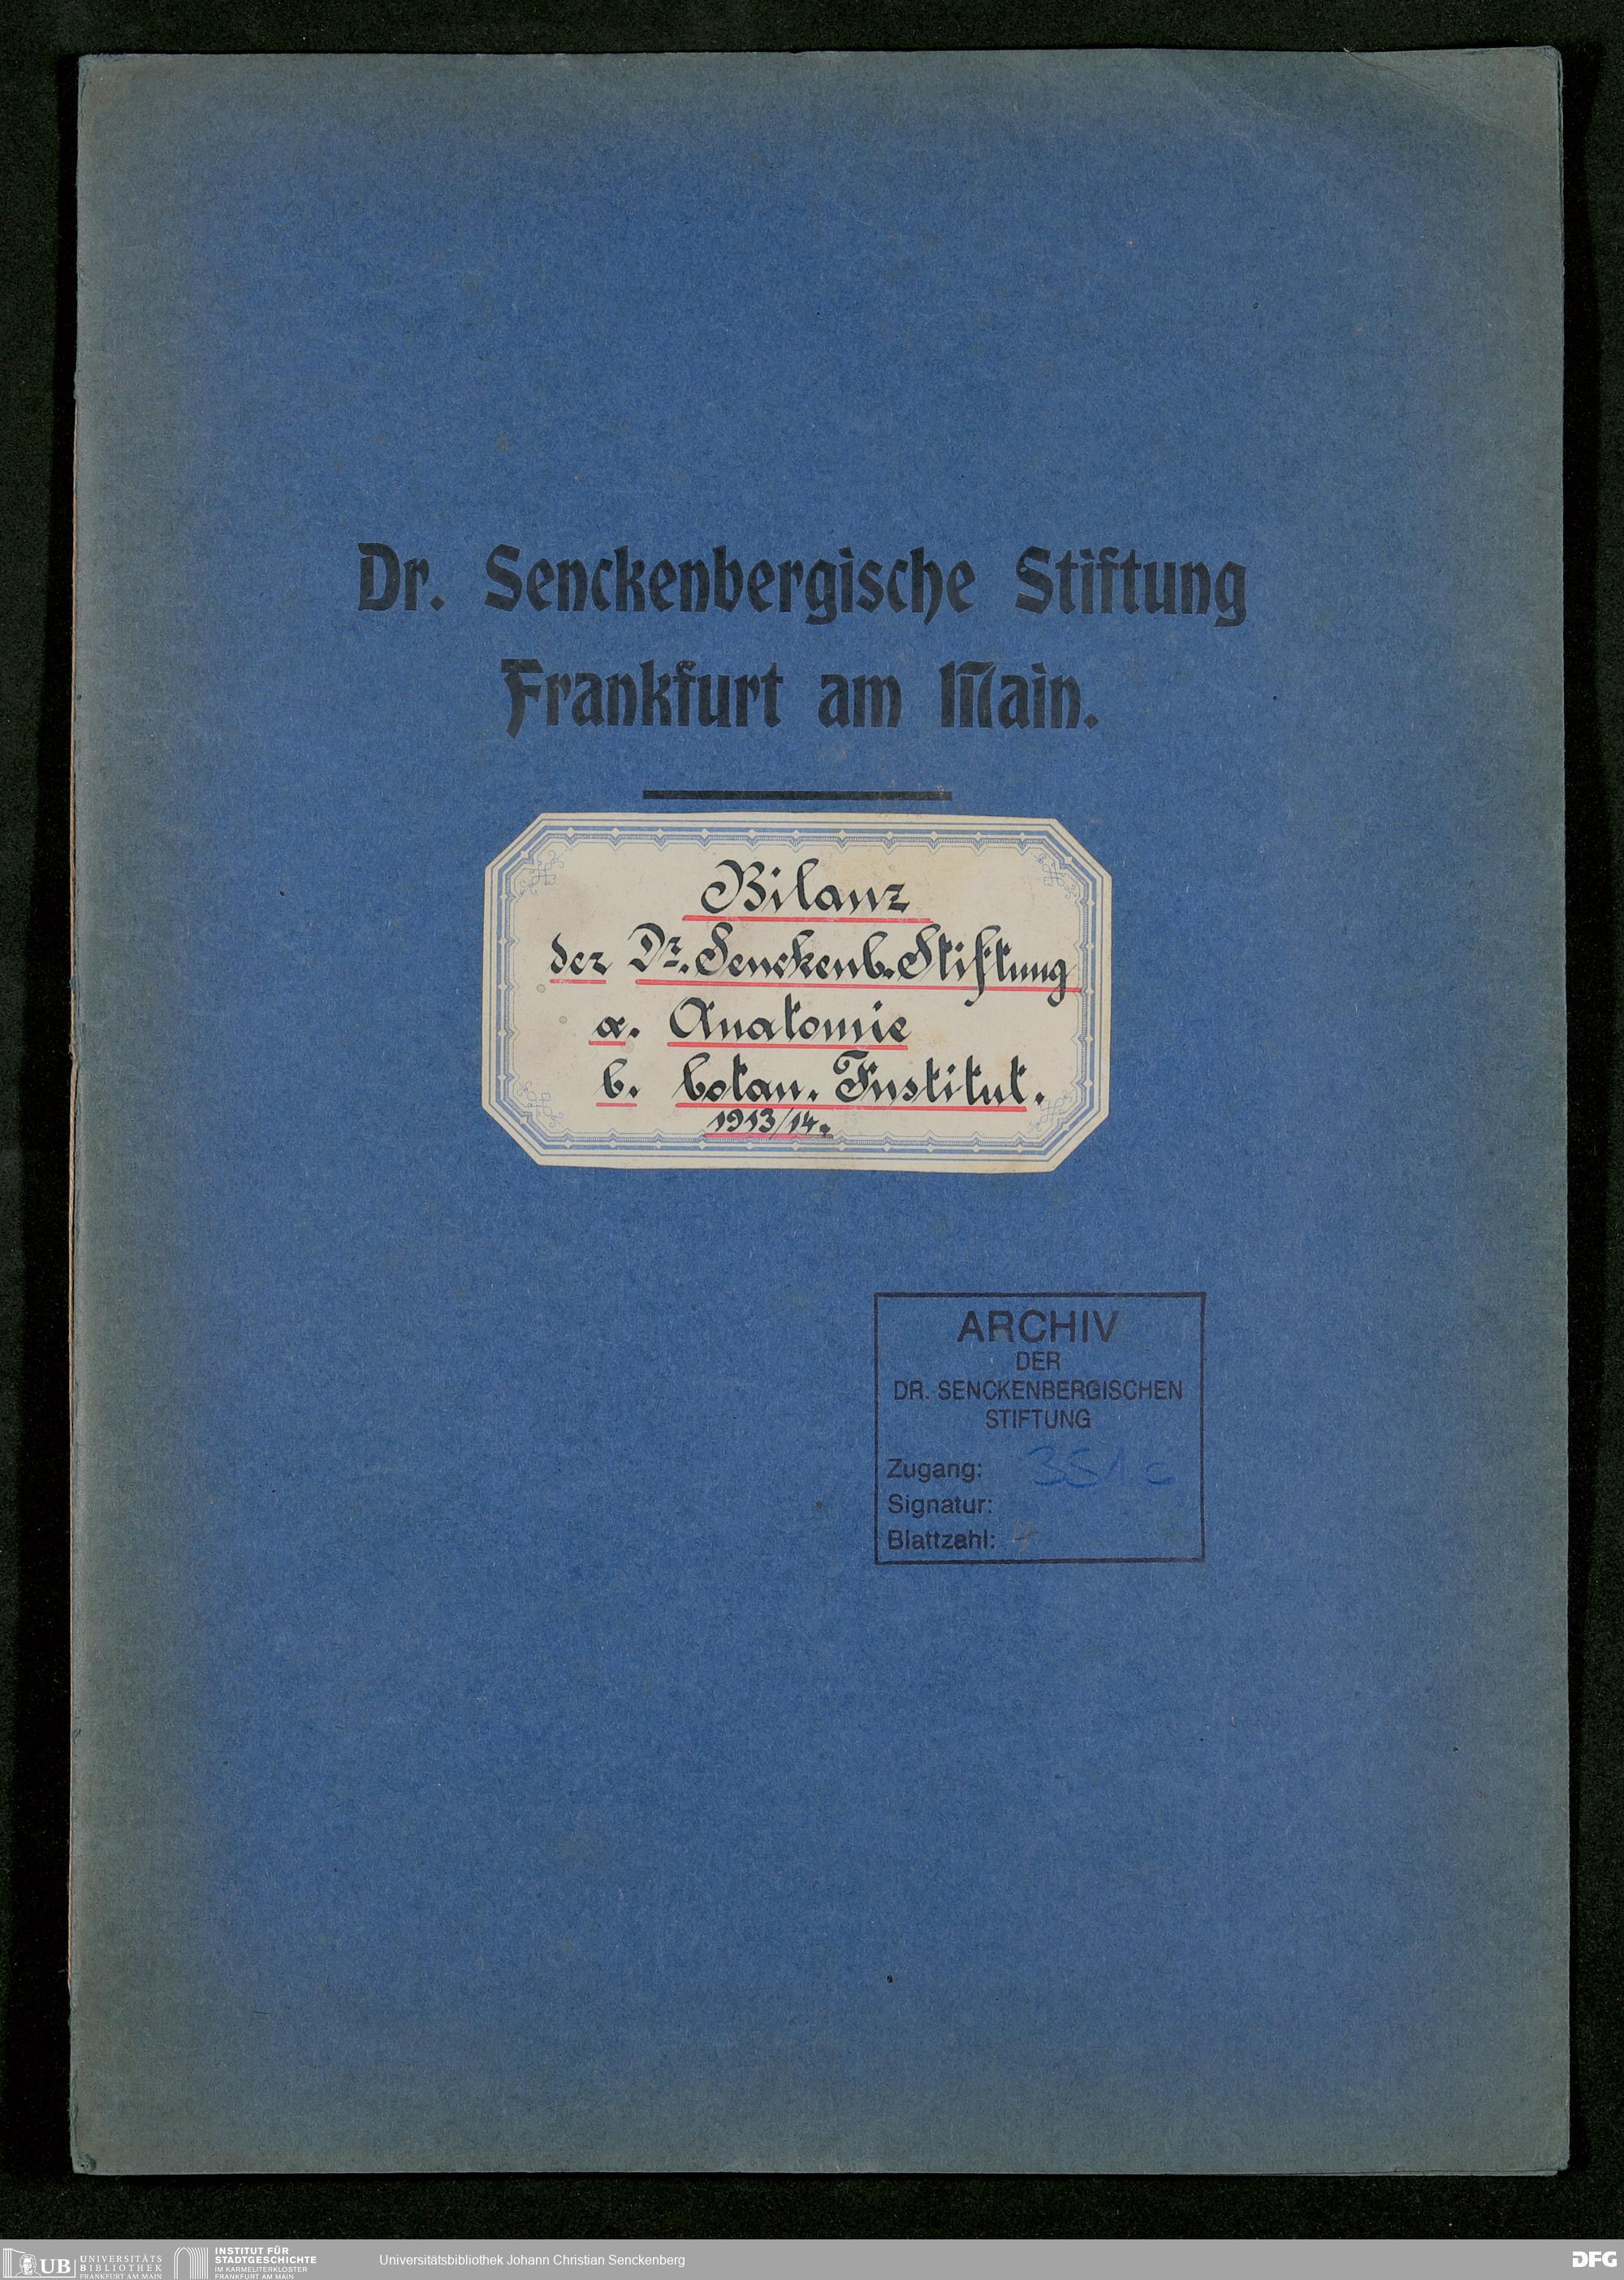 Dr. Senckenbergische Stiftung
Frankfurt am Main.
Bilanz
der Dr. Senckenb. Stiftung
a. Anatomie
b. botan. Institut.
1913/14.
ARCHIV
DER
DR. SENCKENBERGISCHEN
STIFTUNG
Zugang: 351 c
Signatur:
Blattzahl: 4
UB UNIVERSITÄTS
BIBLIOTHEK
FRANKFURT AM MAIN
INSTITUT FÜR
STADTGESCHICHTE
IM KARMELITERKLOSTER
FRANKFURT AM MAIN
Universitätsbibliothek Johann Christian Senckenberg
DFG